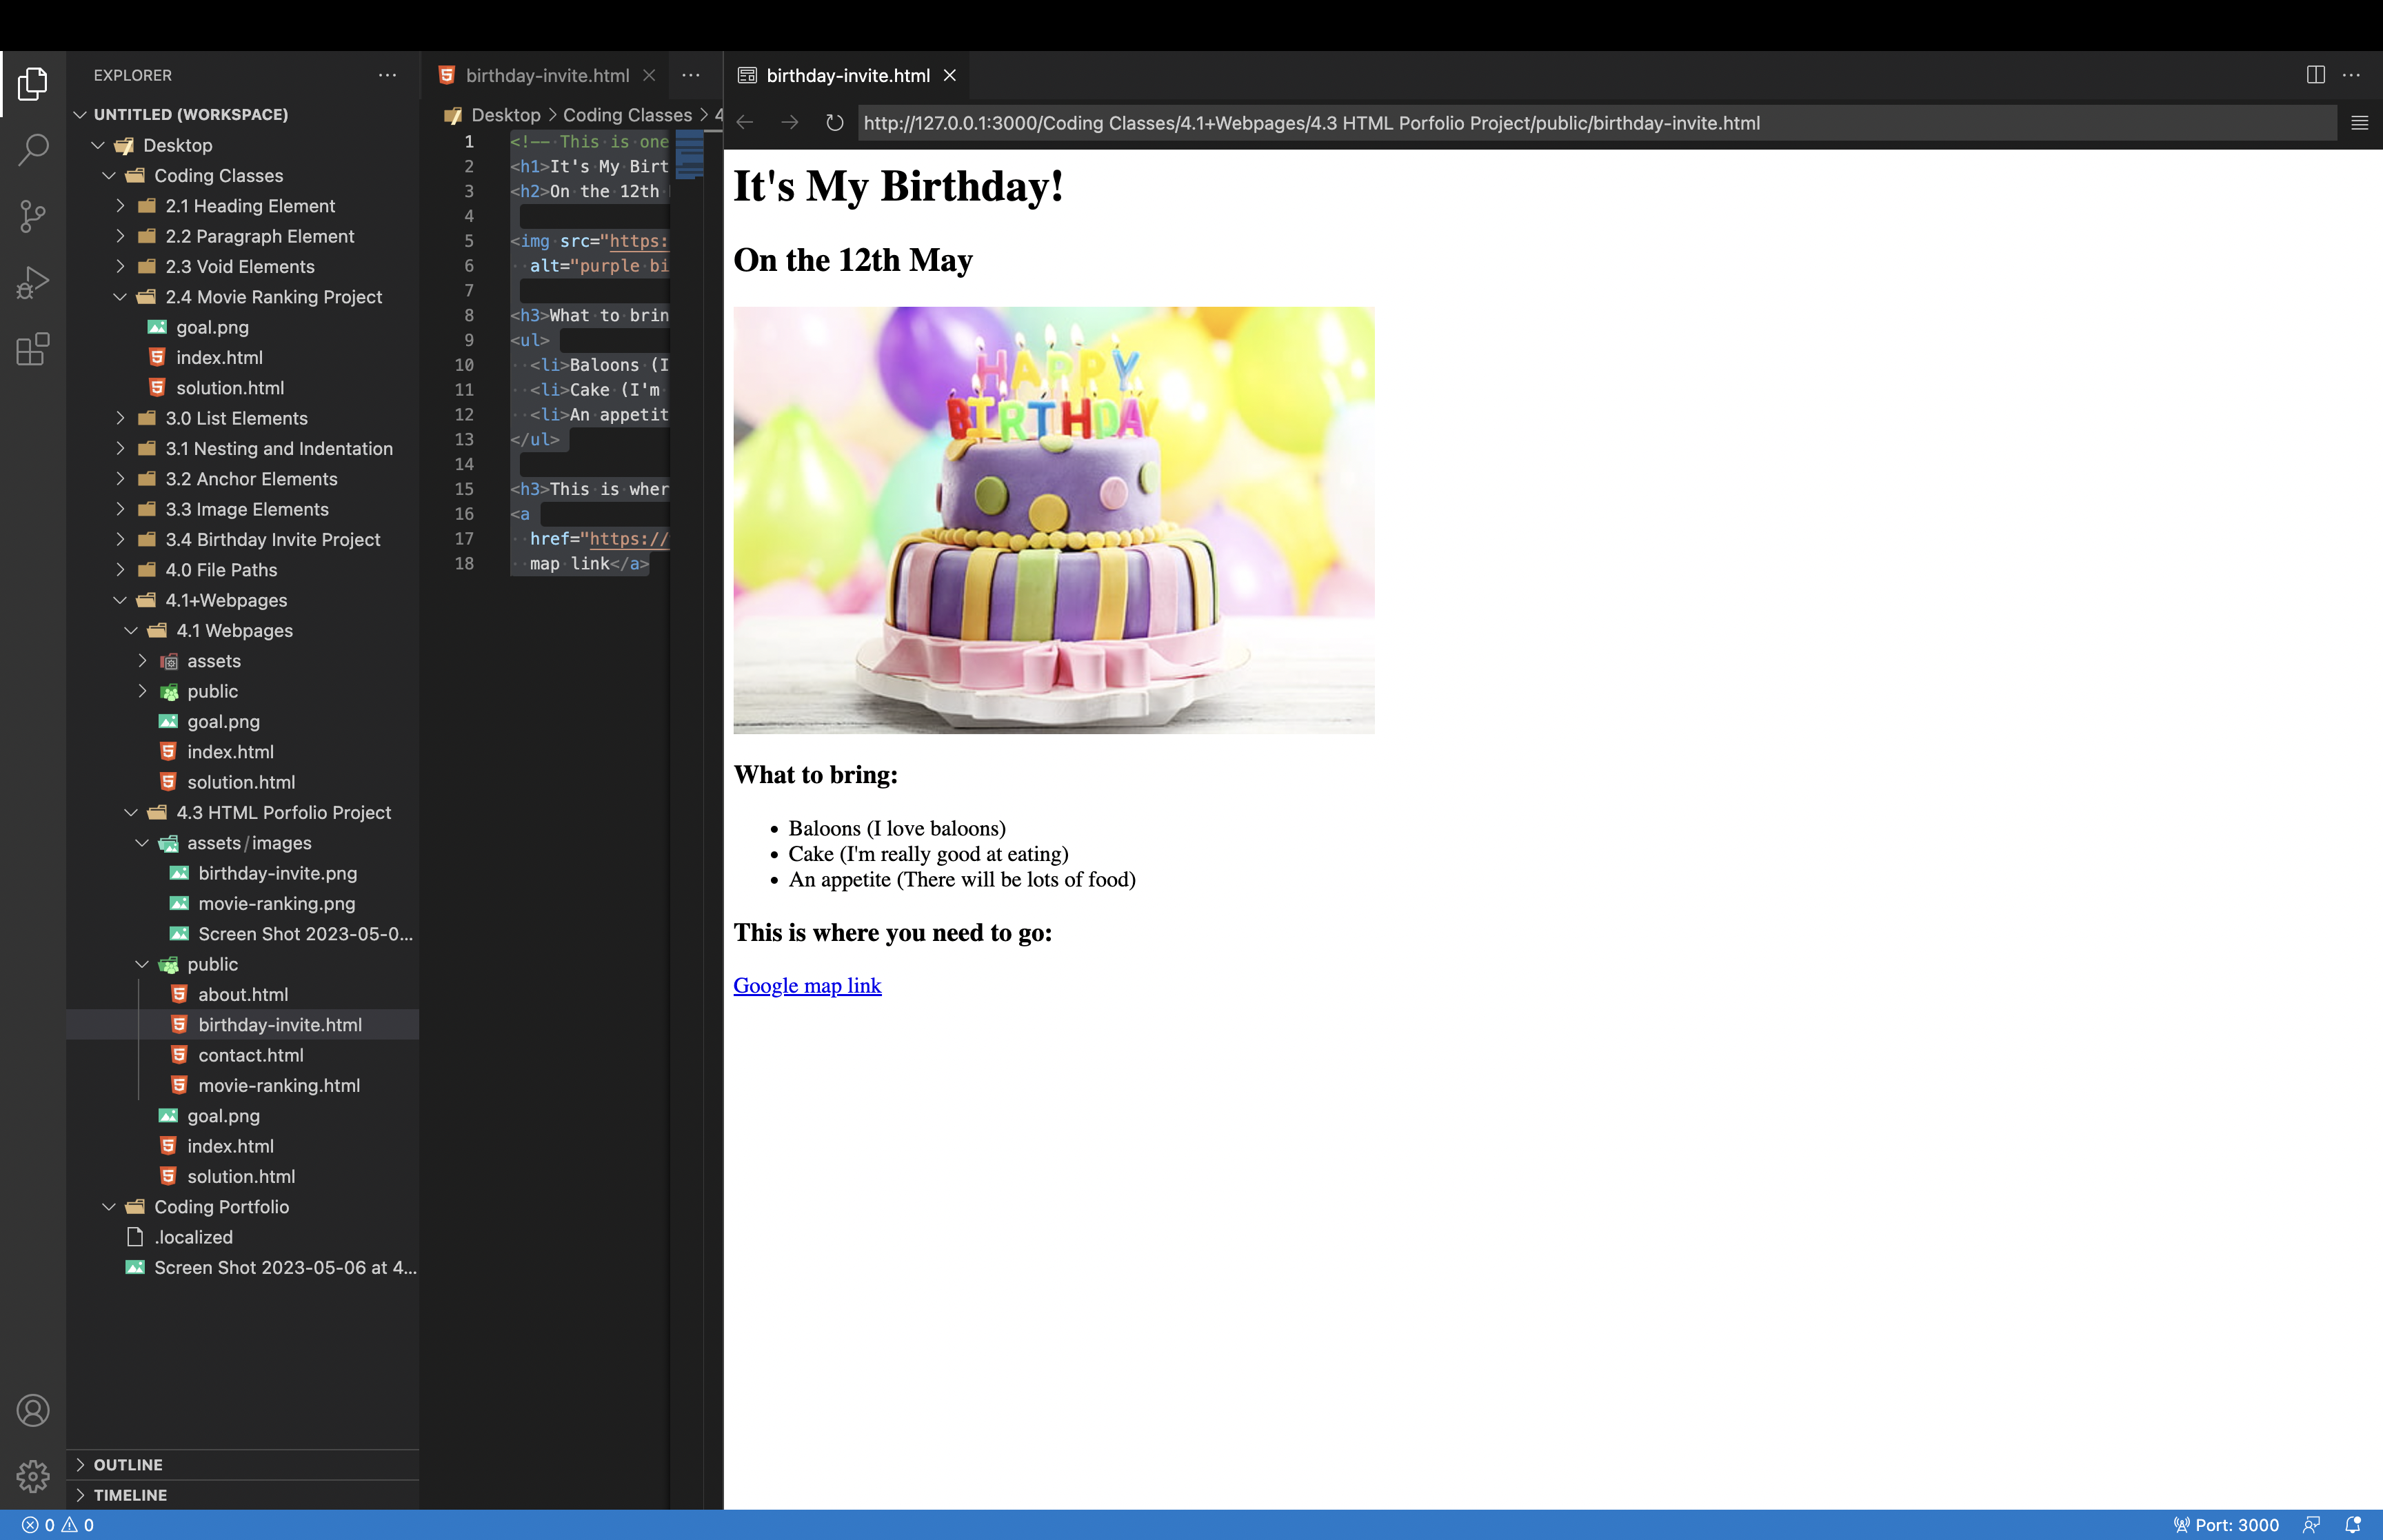 EXPLORER
UNTITLED (WORKSPACE)
Desktop
Coding Classes
2.1 Heading Element
2.2 Paragraph Element
2.3 Void Elements
2.4 Movie Ranking Project
goal.png
index.html
solution.html
3.0 List Elements
3.1 Nesting and Indentation
3.2 Anchor Elements
3.3 Image Elements
3.4 Birthday Invite Project
4.0 File Paths
4.1+Webpages
4.1 Webpages
assets
public
goal.png
index.html
solution.html
4.3 HTML Porfolio Project
assets/images
birthday-invite.png
movie-ranking.png
Screen Shot 2023-05-0...
public
about.html
birthday-invite.html
contact.html
movie-ranking.html
goal.png
index.html
solution.html
Coding Portfolio
.localized
Screen Shot 2023-05-06 at 4...
OUTLINE
TIMELINE
birthday-invite.html
Desktop > Coding Classes > 4
1 <!-- This is one
2 <h1>It's My Birt
3 <h2>On the 12th
4
5 <img src="https:
6 alt="purple bi
7
8 <h3>What to brin
9 <ul>
10 <li>Baloons (I
11 <li>Cake (I'm
12 <li>An appetit
13 </ul>
14
15 <h3>This is wher
16 <a
17 href="https://
18 map link</a>
birthday-invite.html
http://127.0.0.1:3000/Coding Classes/4.1+Webpages/4.3 HTML Porfolio Project/public/birthday-invite.html
It's My Birthday!
On the 12th May
HAPPY
BIRTHDAY
What to bring:
• Baloons (I love baloons)
• Cake (I'm really good at eating)
• An appetite (There will be lots of food)
This is where you need to go:
Google map link
0 0
Port: 3000